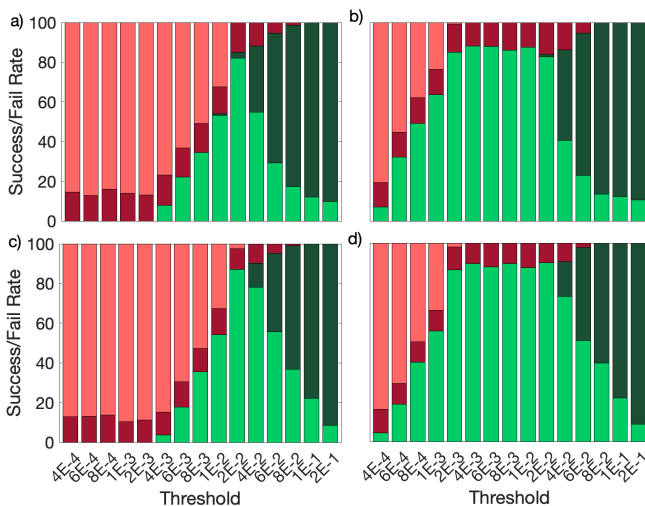 a)
b)
100
80
60
40
20
0
Success/Fail Rate
c)
d)
100
80
60
40
20
0
Success/Fail Rate
4E-4 6E-4 8E-4 1E-3 2E-3 4E-3 6E-3 8E-3 1E-2 2E-2 4E-2 6E-2 8E-2 1E-1 2E-1
4E-4 6E-4 8E-4 1E-3 2E-3 4E-3 6E-3 8E-3 1E-2 2E-2 4E-2 6E-2 8E-2 1E-1 2E-1
Threshold
Threshold